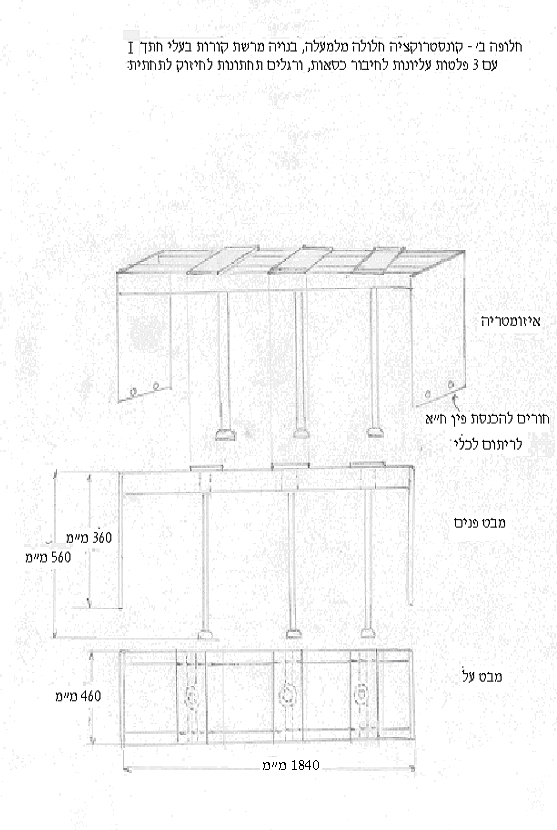 חלופה ב׳ - קונסטרוקציה חלולה מלמעלה, בנויה מרשת קורות בעלי חתך I
עם 3 פלטות עליונות לחיבור כסאות, ורגלים תחתונות לחיזוק לתחתית:
איזומטריה
חורים להכנסת פין ח״א
לריתום לכלי
מבט פנים
360 מ״מ
560 מ״מ
מבט על
460 מ״מ
1840 מ״מ